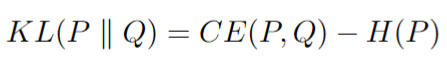 KL(P ∥ Q) = CE(P, Q) − H(P)